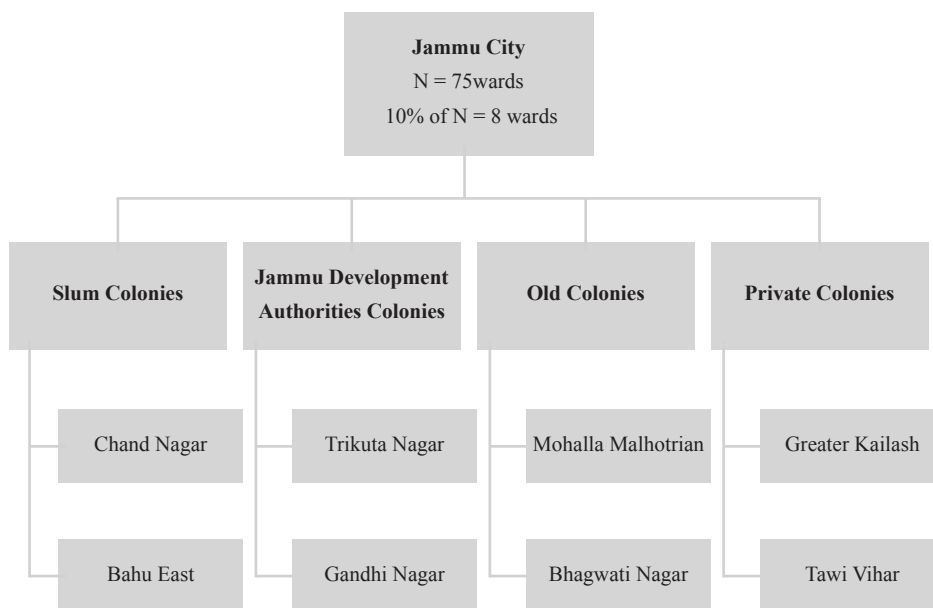 Jammu City
N = 75wards
10% of N = 8 wards
Slum Colonies
Jammu Development
Authorities Colonies
Old Colonies
Private Colonies
Chand Nagar
Trikuta Nagar
Mohalla Malhotrian
Greater Kailash
Bahu East
Gandhi Nagar
Bhagwati Nagar
Tawi Vihar